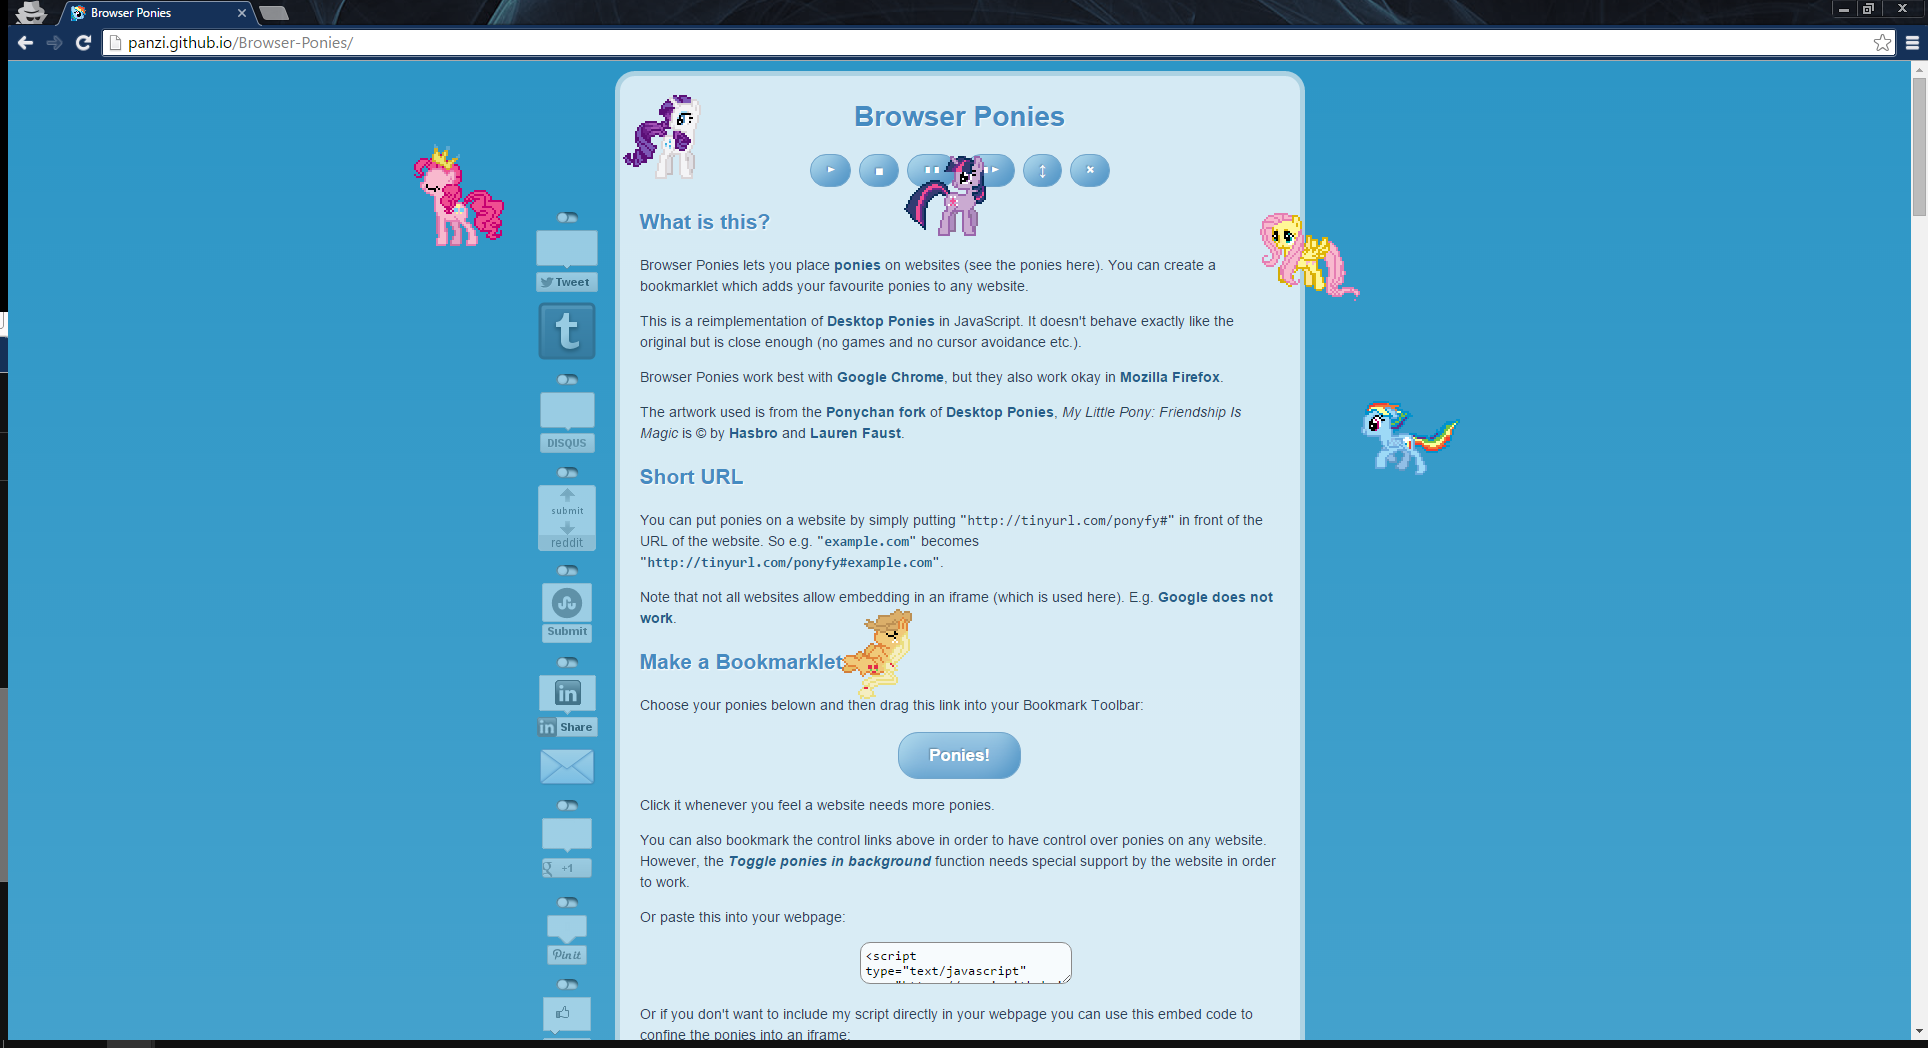 Browser Ponies
panzi.github.io/Browser-Ponies/
Browser Ponies
What is this?
Browser Ponies lets you place ponies on websites (see the ponies here). You can create a
bookmarklet which adds your favourite ponies to any website.
This is a reimplementation of Desktop Ponies in JavaScript. It doesn't behave exactly like the
original but is close enough (no games and no cursor avoidance etc.).
Browser Ponies work best with Google Chrome, but they also work okay in Mozilla Firefox.
The artwork used is from the Ponychan fork of Desktop Ponies, My Little Pony: Friendship Is
Magic is © by Hasbro and Lauren Faust.
Short URL
You can put ponies on a website by simply putting "http://tinyurl.com/ponyfy#" in front of the
URL of the website. So e.g. "example.com" becomes
"http://tinyurl.com/ponyfy#example.com".
Note that not all websites allow embedding in an iframe (which is used here). E.g. Google does not
work.
Make a Bookmarklet
Choose your ponies belown and then drag this link into your Bookmark Toolbar:
Ponies!
Click it whenever you feel a website needs more ponies.
You can also bookmark the control links above in order to have control over ponies on any website.
However, the Toggle ponies in background function needs special support by the website in order
to work.
Or paste this into your webpage:
<script
type="text/javascript"
Or if you don't want to include my script directly in your webpage you can use this embed code to
confine the ponies into an iframe:
Tweet
t
DISQUS
submit
reddit
Submit
in
in Share
g +1
Pin it